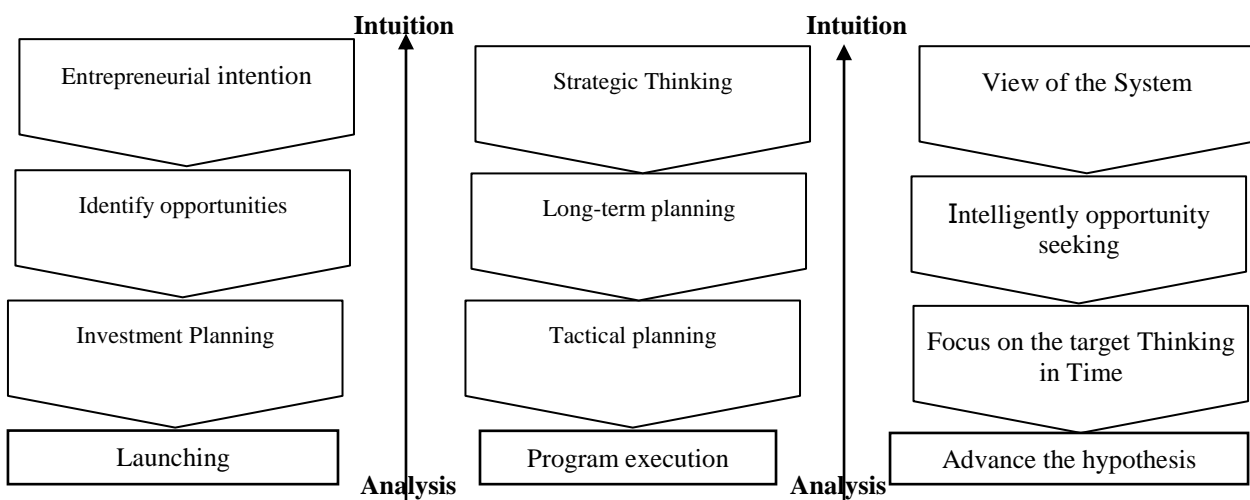 Intuition
Intuition
Entrepreneurial intention
Strategic Thinking
View of the System
Identify opportunities
Long-term planning
Intelligently opportunity
seeking
Investment Planning
Tactical planning
Focus on the target Thinking
in Time
Launching
Program execution
Advance the hypothesis
Analysis
Analysis